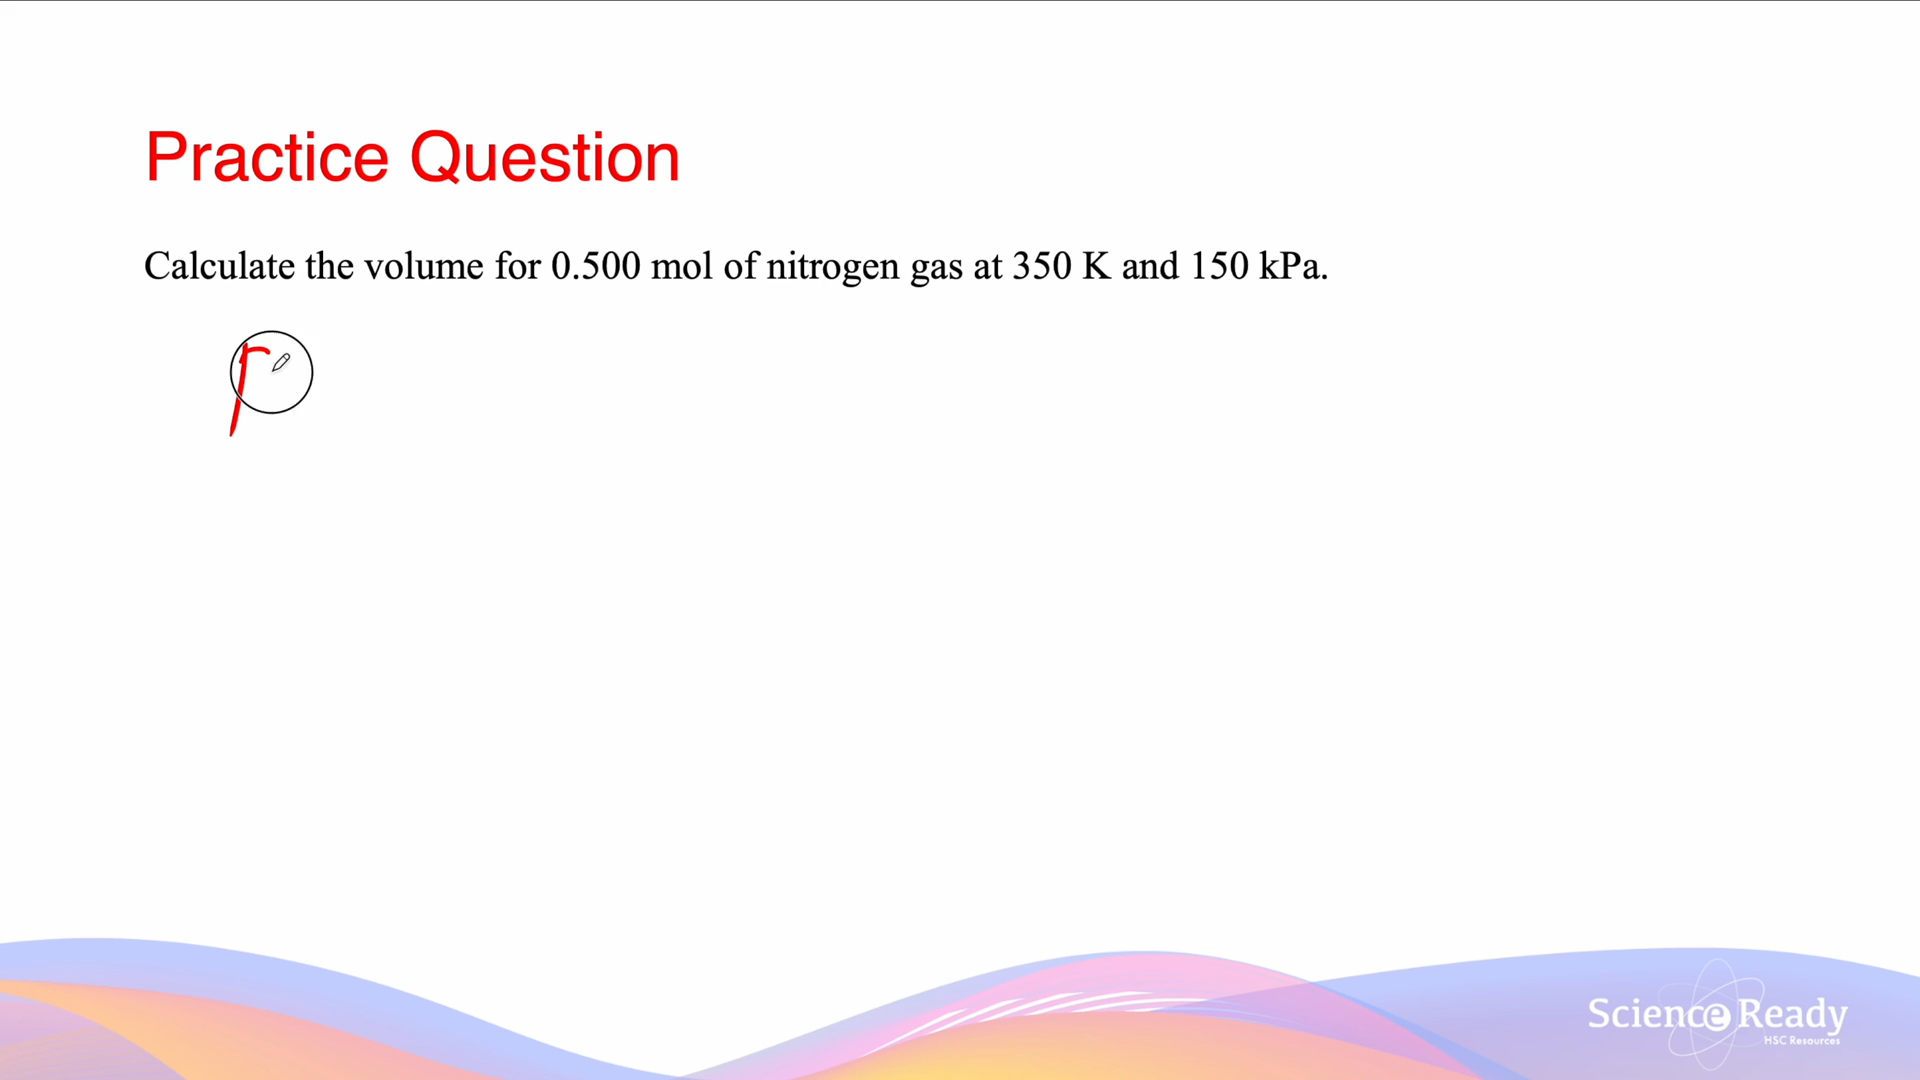 Practice Question
Calculate the volume for 0.500 mol of nitrogen gas at 350 K and 150 kPa.
Science Ready
HSC Resources